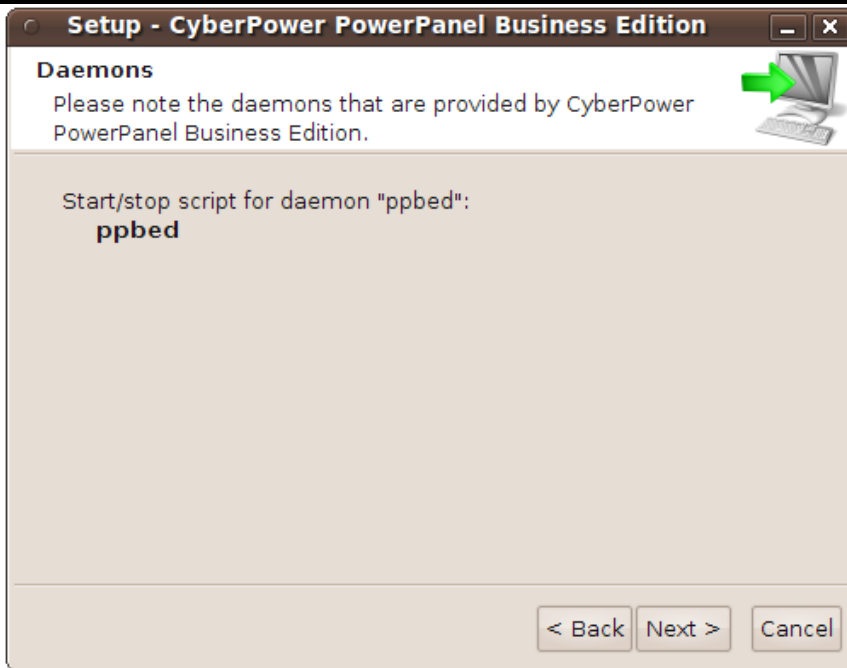 Setup - CyberPower PowerPanel Business Edition
Daemons
Please note the daemons that are provided by CyberPower
PowerPanel Business Edition.
Start/stop script for daemon "ppbed":
ppbed
< Back Next > Cancel